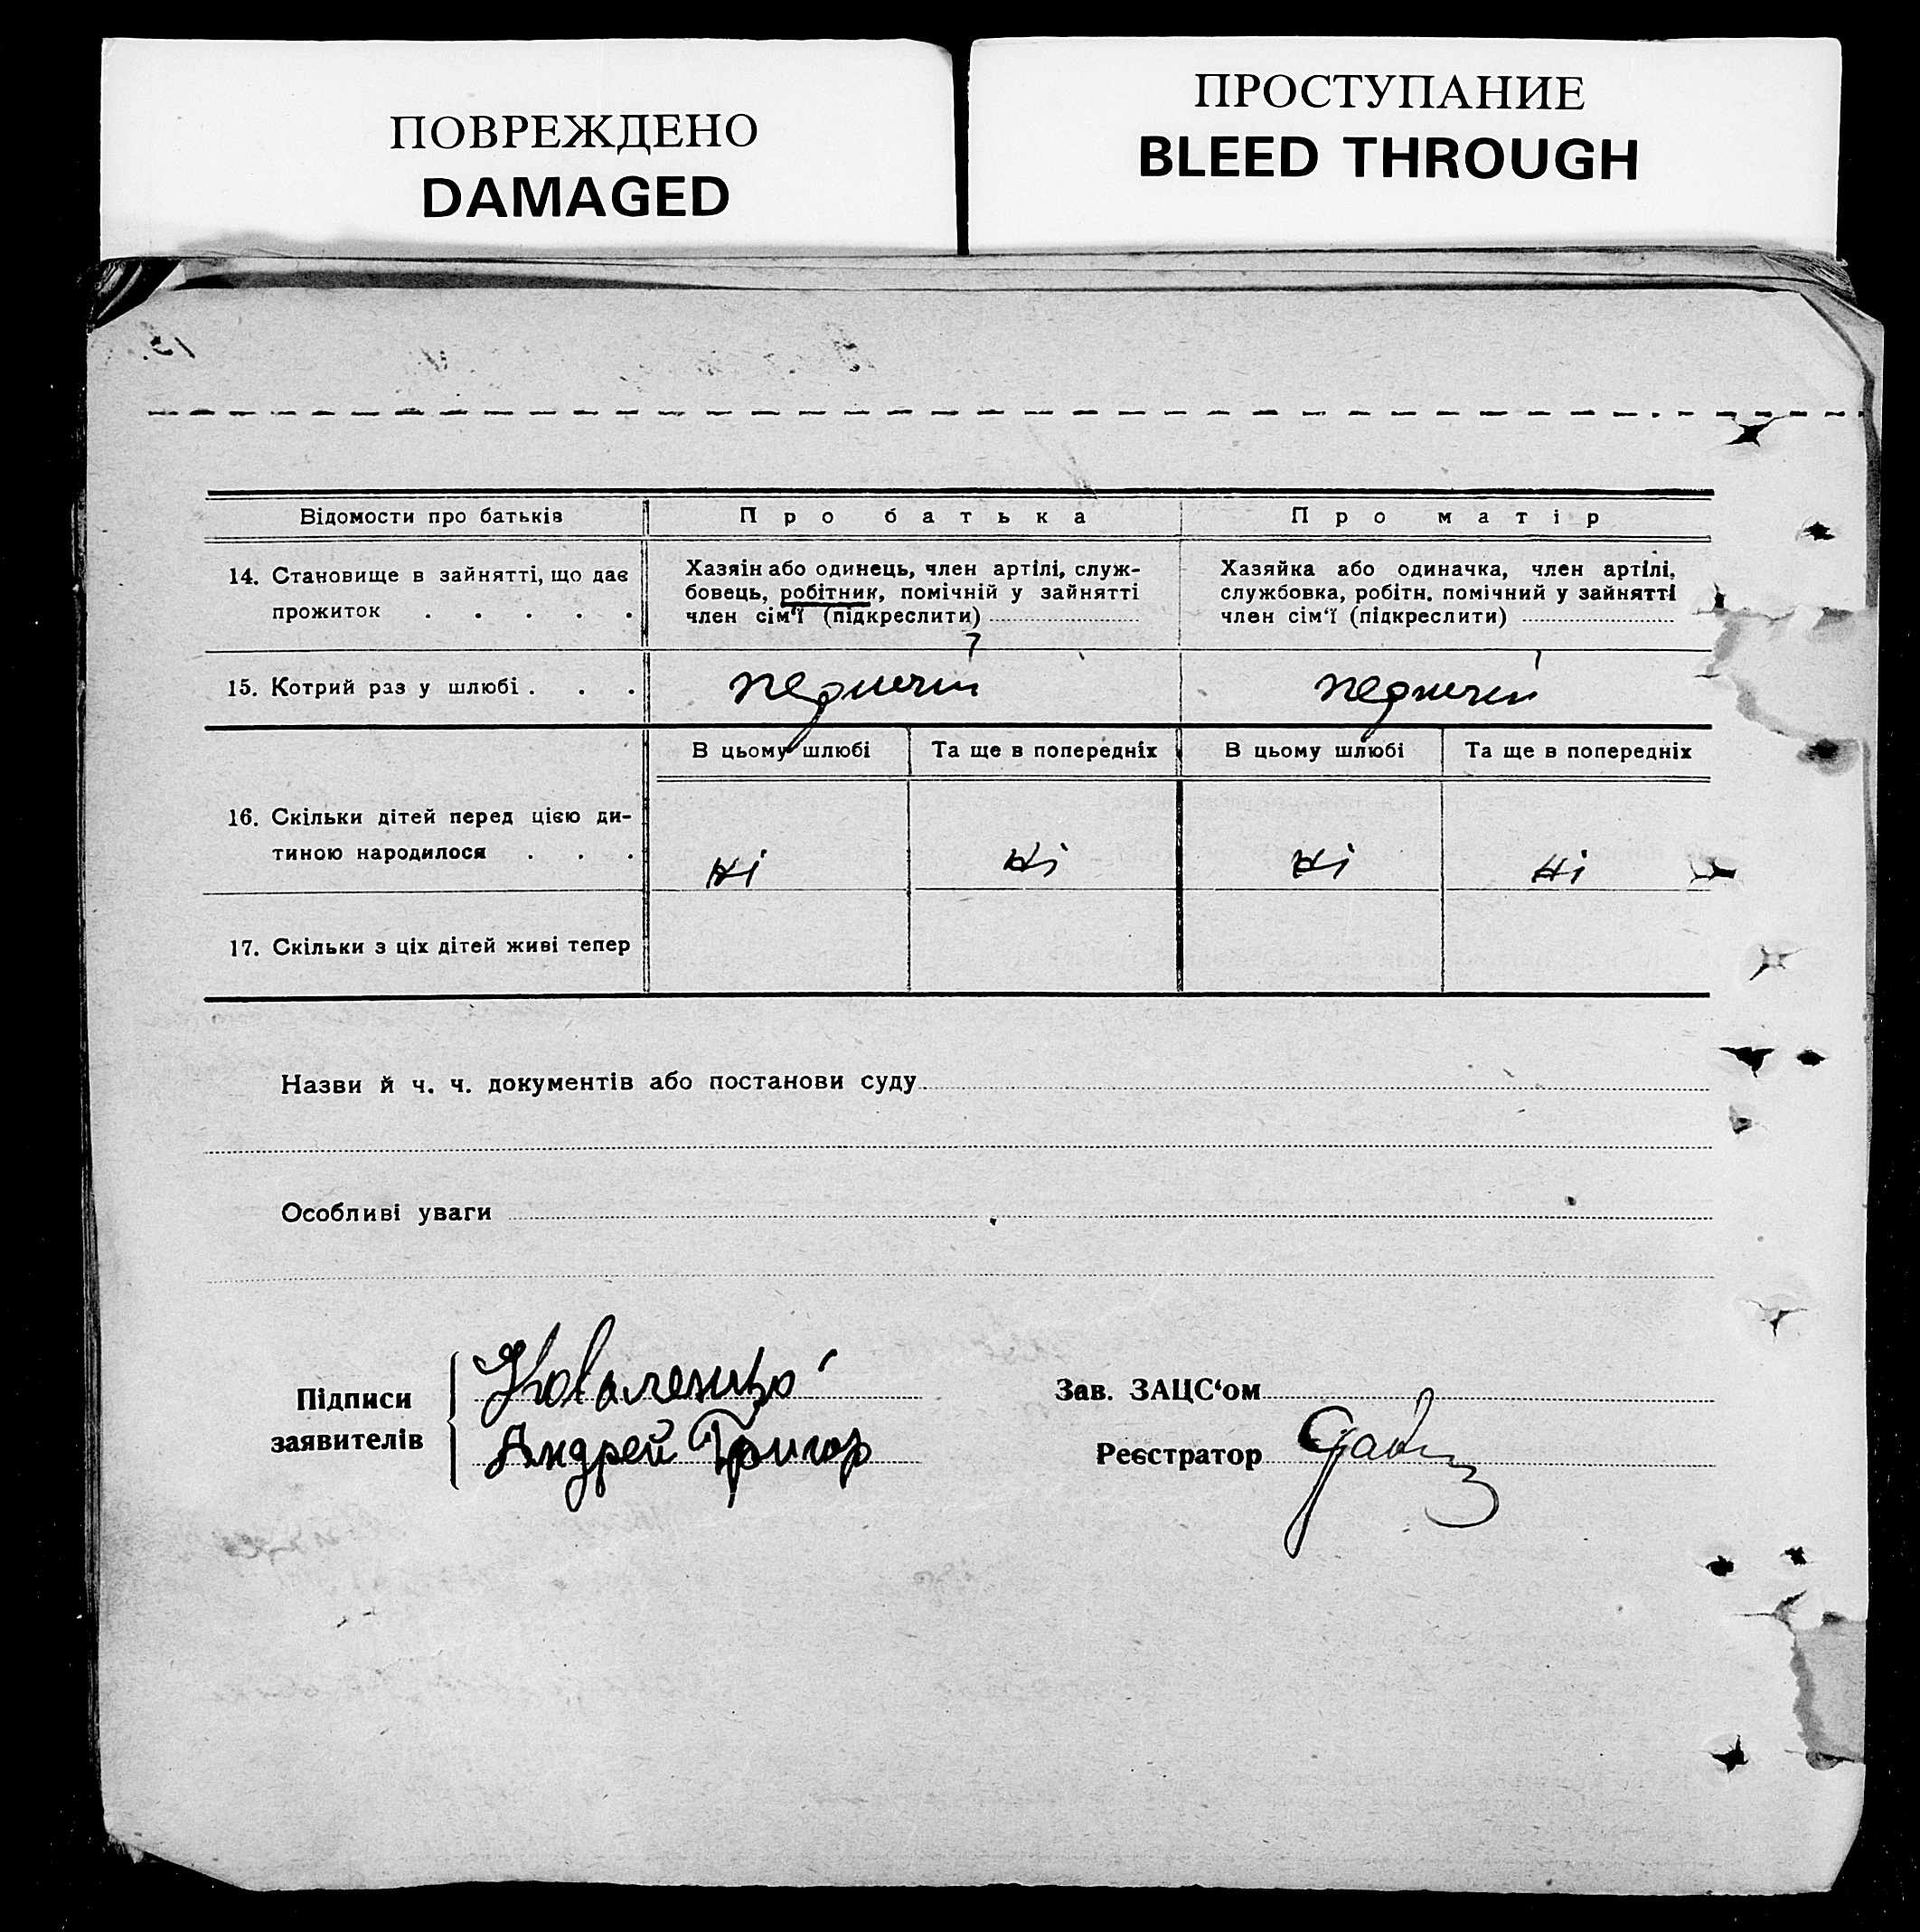 ПОВРЕЖДЕНО
DAMAGED
ПРОСТУПАНИЕ
BLEED THROUGH
Відомости про батьків
Про батька
Про матір
14. Становище в зайнятті, що дає
прожиток . . . . .
Хазяін або одинець, член артілі, служ-
бовець, робітник, помічній у зайнятті
член сім'ї (підкреслити)
Хазяйка або одиначка, член артілі,
службовка, робітн. помічний у зайнятті
член сім'ї (підкреслити)
15. Котрий раз у шлюбі . . .
первичий
первичий
В цьому шлюбі
Та ще в попередніх
В цьому шлюбі
Та ще в попередніх
16. Скільки дітей перед цією ди-
тиною народилося . . .
Ні
Ні
Ні
Ні
17. Скільки з ціх дітей живі тепер
Назви й ч. ч. документів або постанови суду
Особливі уваги
Підписи
заявителів
Коваленко
Андрей Григор
Зав. ЗАЦС'ом
Реєстратор